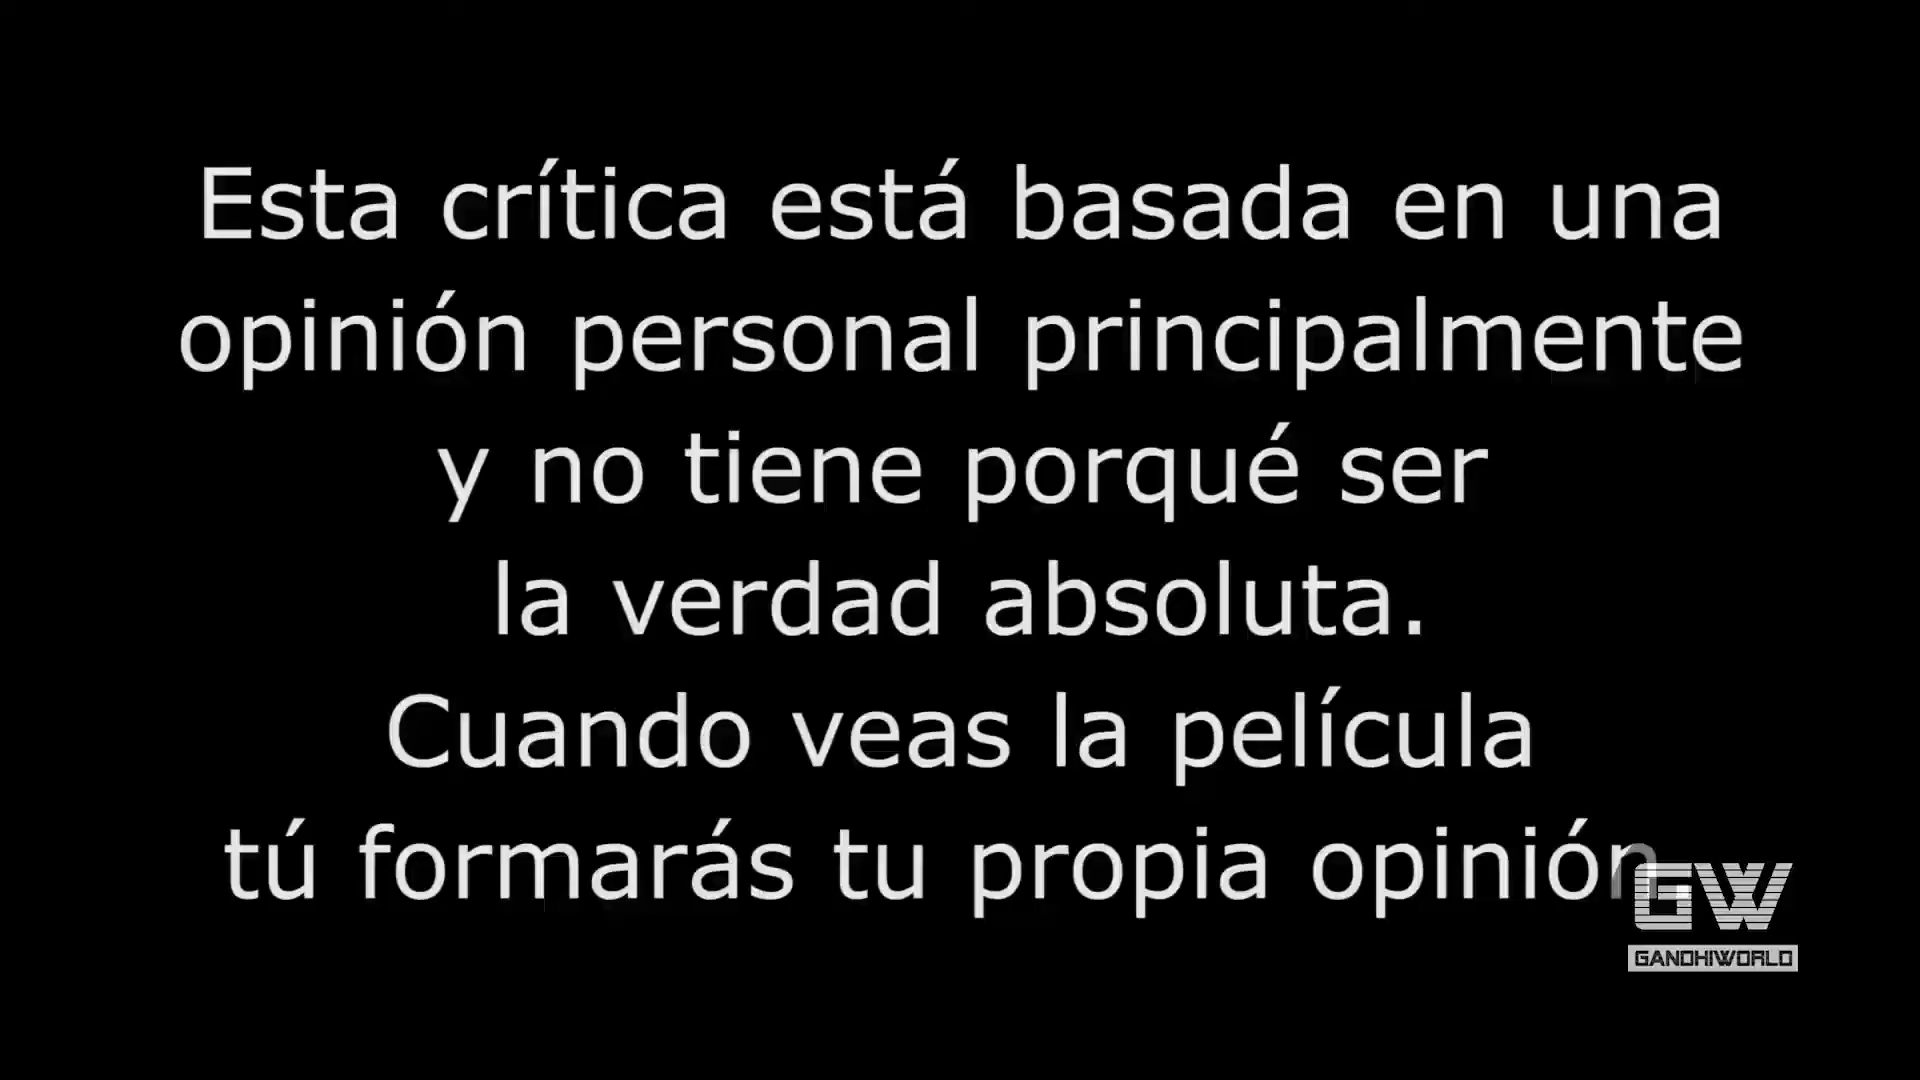 Esta crítica está basada en una
opinión personal principalmente
y no tiene porqué ser
la verdad absoluta.
Cuando veas la película
tú formarás tu propia opinión
GW
GANDHIWORLD